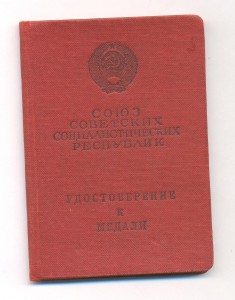 СОЮЗ
СОВЕТСКИХ
СОЦИАЛИСТИЧЕСКИХ
РЕСПУБЛИК
УДОСТОВЕРЕНИЕ
К
МЕДАЛИ